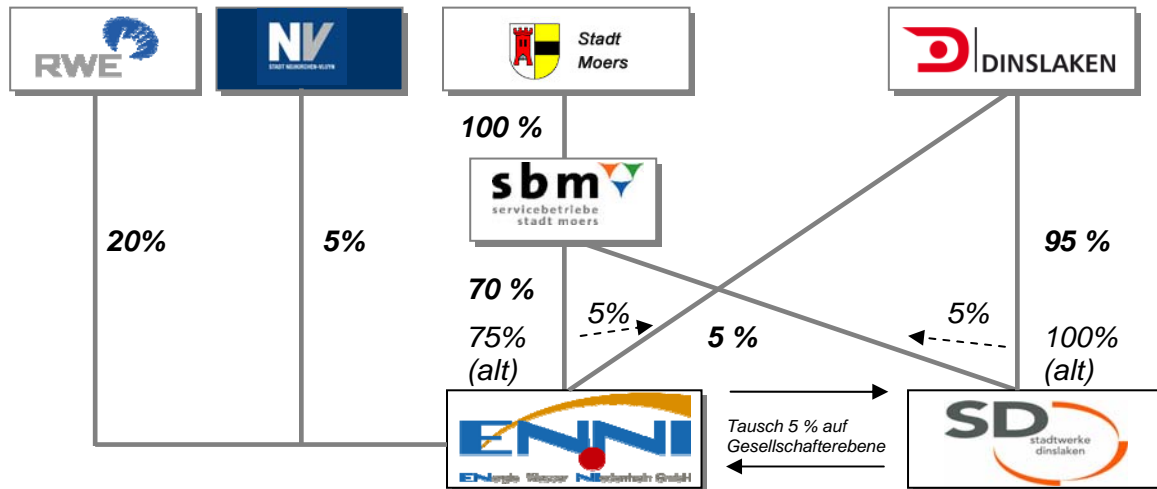 RWE
NV
STADT NEUKIRCHEN-VLUYN
Stadt
Moers
DINSLAKEN
100 %
sbm
servicebetriebe
stadt moers
20%
5%
95 %
70 %
5%
5 %
5%
75%
(alt)
100%
(alt)
ENNI
ENergie Wasser NIederrhein GmbH
Tausch 5 % auf
Gesellschafterebene
SD
stadtwerke
dinslaken